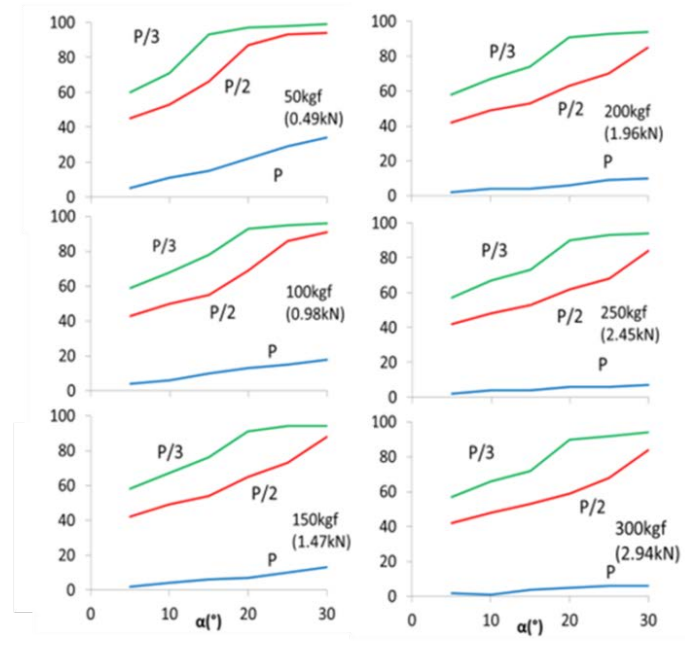 100
80
60
40
20
0
P/3
P/2
50kgf
(0.49kN)
P
100
80
60
40
20
0
P/3
P/2
200kgf
(1.96kN)
P
100
80
60
40
20
0
P/3
P/2
100kgf
(0.98kN)
P
100
80
60
40
20
0
P/3
P/2
250kgf
(2.45kN)
P
100
80
60
40
20
0
P/3
P/2
150kgf
(1.47kN)
P
0 10 20 30
α(°)
100
80
60
40
20
0
P/3
P/2
300kgf
(2.94kN)
P
0 10 20 30
α(°)